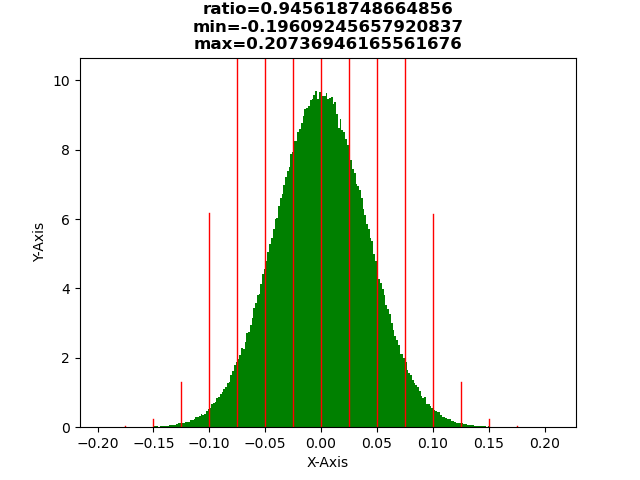 ratio=0.945618748664856
min=-0.19609245657920837
max=0.20736946165561676
10
8
6
4
2
0
Y-Axis
−0.20 −0.15 −0.10 −0.05 0.00 0.05 0.10 0.15 0.20
X-Axis